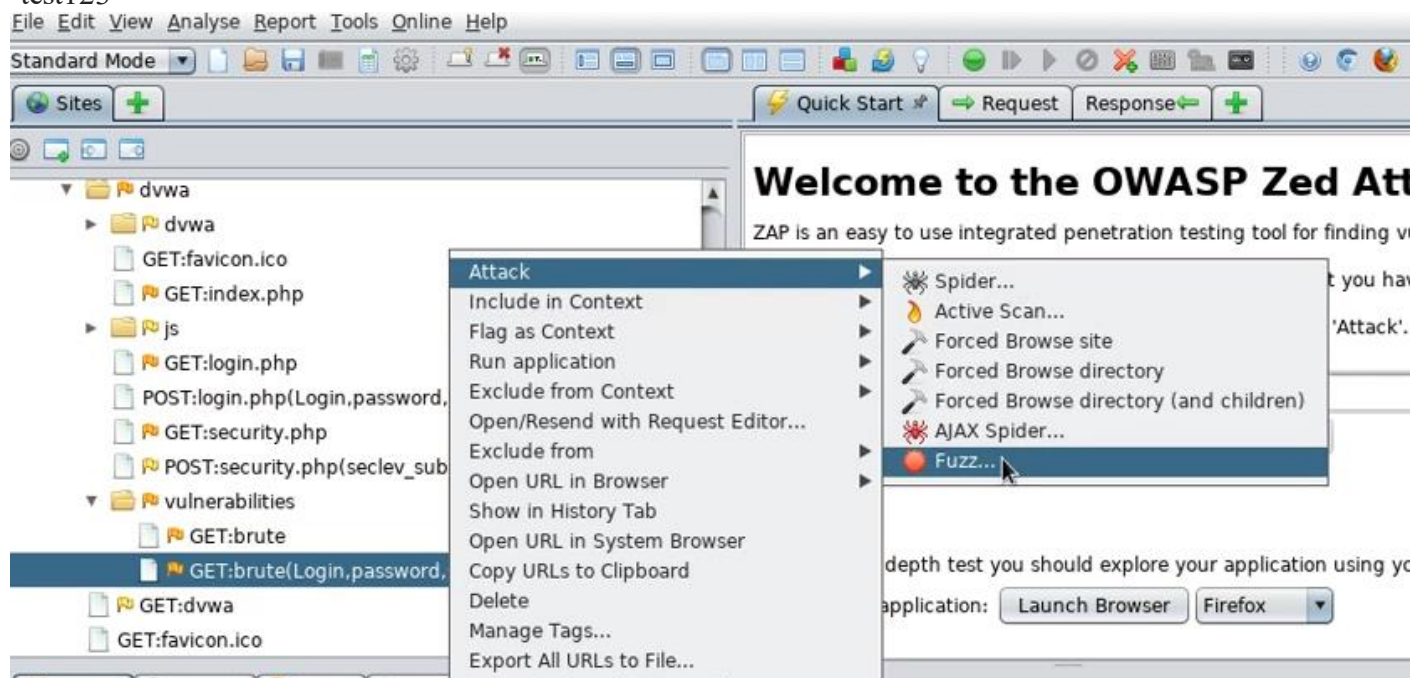 test123
File Edit View Analyse Report Tools Online Help
Standard Mode
Sites
Quick Start Request Response
dvwa
dvwa
GET:favicon.ico
GET:index.php
js
GET:login.php
POST:login.php(Login,password,
GET:security.php
POST:security.php(seclev_sub
vulnerabilities
GET:brute
GET:brute(Login,password,
GET:dvwa
GET:favicon.ico
Attack
Include in Context
Flag as Context
Run application
Exclude from Context
Open/Resend with Request Editor...
Exclude from
Open URL in Browser
Show in History Tab
Open URL in System Browser
Copy URLs to Clipboard
Delete
Manage Tags...
Export All URLs to File...
Spider...
Active Scan...
Forced Browse site
Forced Browse directory
Forced Browse directory (and children)
AJAX Spider...
Fuzz...
Welcome to the OWASP Zed Att
ZAP is an easy to use integrated penetration testing tool for finding vu
t you hav
'Attack'.
depth test you should explore your application using yo
application: Launch Browser Firefox